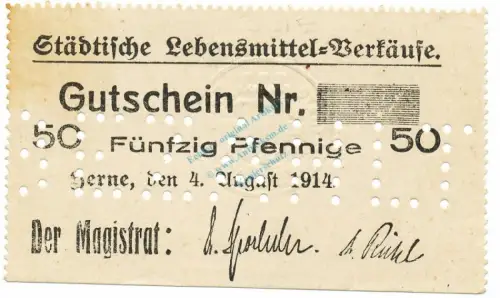 Städtische Lebensmittel=Verkäufe.
Gutschein Nr.
50 Fünfzig Pfennige 50
Herne, den 4. August 1914.
Der Magistrat: